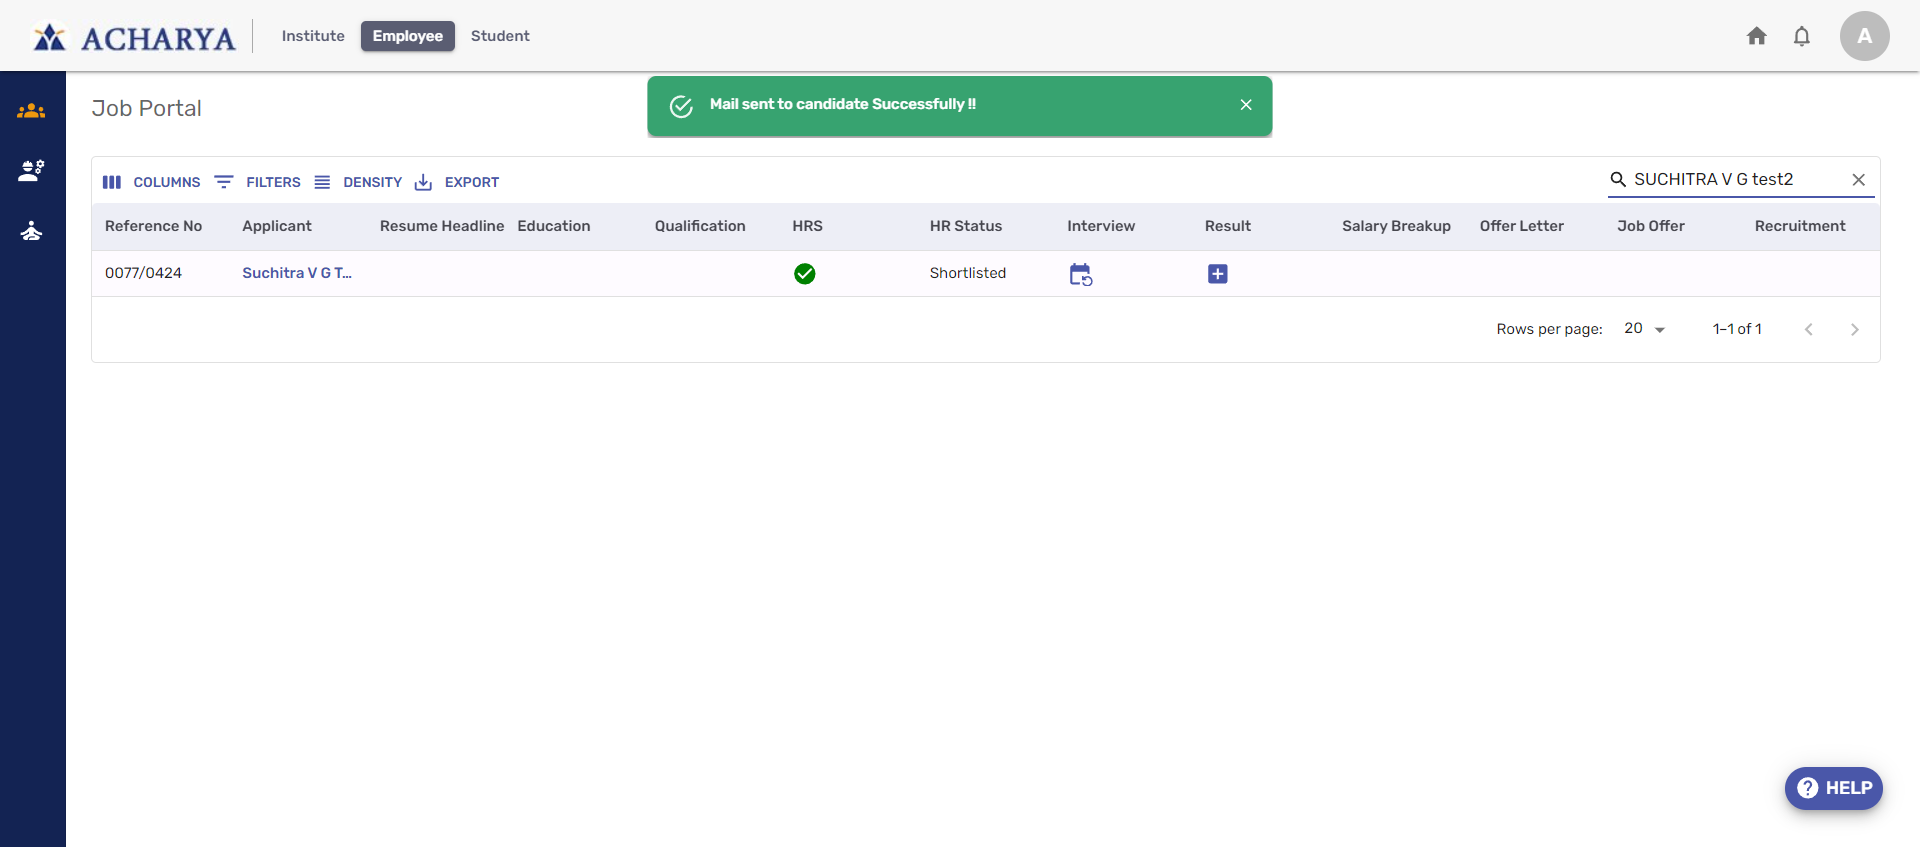 ACHARYA
Institute Employee Student
A
Job Portal
Mail sent to candidate Successfully !!
COLUMNS FILTERS DENSITY EXPORT
SUCHITRA V G test2
Reference No Applicant Resume Headline Education Qualification HRS HR Status Interview Result Salary Breakup Offer Letter Job Offer Recruitment
0077/0424 Suchitra V G T... Shortlisted
Rows per page: 20 1–1 of 1
HELP